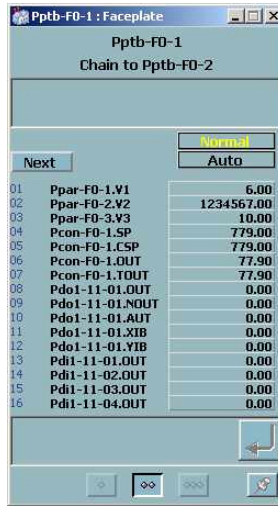 Pptb-F0-1 : Faceplate
Pptb-F0-1
Chain to Pptb-F0-2
Normal
Next Auto
01 Ppar-F0-1.V1 6.00
02 Ppar-F0-2.V2 1234567.00
03 Ppar-F0-3.V3 10.00
04 Pcon-F0-1.SP 779.00
05 Pcon-F0-1.CSP 779.00
06 Pcon-F0-1.OUT 77.90
07 Pcon-F0-1.TOUT 77.90
08 Pdo1-11-01.OUT 0.00
09 Pdo1-11-01.NOUT 0.00
10 Pdo1-11-01.AUT 0.00
11 Pdo1-11-01.XIB 0.00
12 Pdo1-11-01.YIB 0.00
13 Pdi1-11-01.OUT 0.00
14 Pdi1-11-02.OUT 0.00
15 Pdi1-11-03.OUT 0.00
16 Pdi1-11-04.OUT 0.00